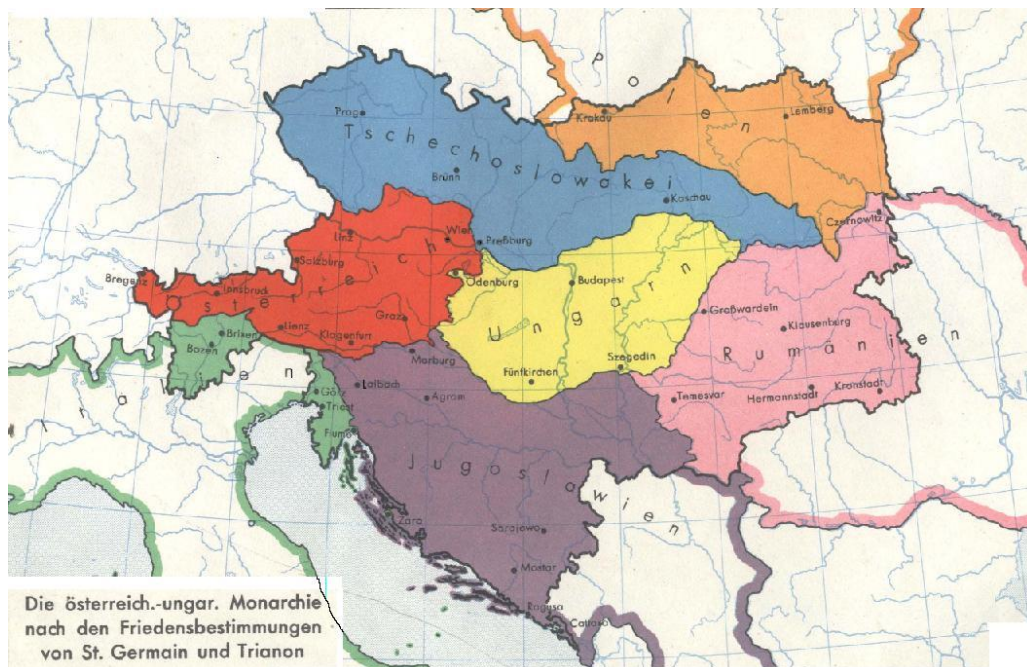 Polen
Krakau
Lemberg
Prag
Tschechoslowakei
Brünn
Kaschau
Czernowitz
Linz
Wien
Preßburg
Salzburg
Österreich
Ödenburg
Budapest
Bregenz
Innsbruck
Ungarn
Großwardein
Klausenburg
Graz
Lienz
Klagenfurt
Brixen
Bozen
Rumänien
Marburg
Szegedin
Italien
Fünfkirchen
Laibach
Görz
Agram
Temesvar
Hermannstadt
Kronstadt
Triest
Fiume
Jugoslawien
Zara
Sarajewo
Mostar
Ragusa
Cattaro
Die österreich.-ungar. Monarchie
nach den Friedensbestimmungen
von St. Germain und Trianon